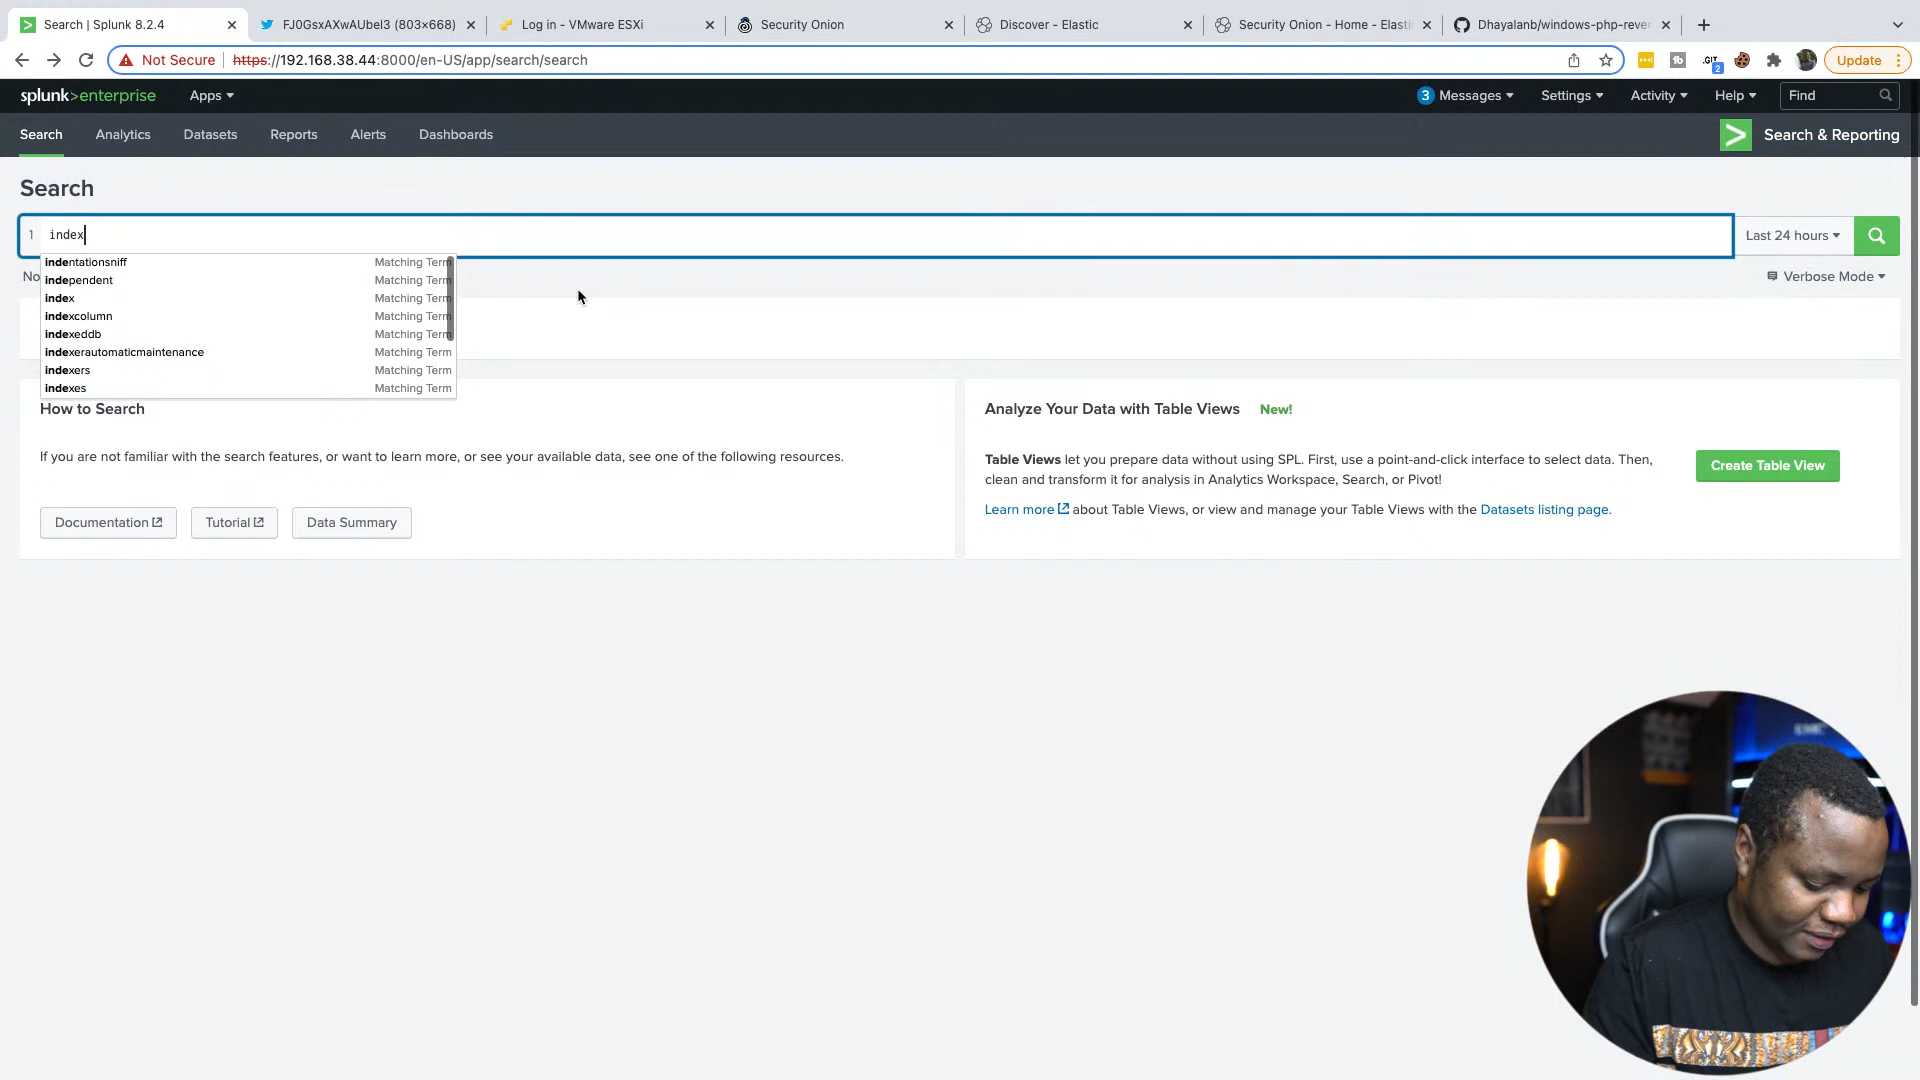 Search | Splunk 8.2.4
FJ0GsxAXwAUbel3 (803×668)
Log in - VMware ESXi
Security Onion
Discover - Elastic
Security Onion - Home - Elasti
Dhayalanb/windows-php-rever
Not Secure
https://192.168.38.44:8000/en-US/app/search/search
2
Update
splunk>enterprise
Apps
3 Messages
Settings
Activity
Help
Find
Search
Analytics
Datasets
Reports
Alerts
Dashboards
Search & Reporting
Search
1 index
Last 24 hours
No
Verbose Mode
indentationsniff Matching Term
independent Matching Term
index Matching Term
indexcolumn Matching Term
indexeddb Matching Term
indexerautomaticmaintenance Matching Term
indexers Matching Term
indexes Matching Term
How to Search
If you are not familiar with the search features, or want to learn more, or see your available data, see one of the following resources.
Documentation
Tutorial
Data Summary
Analyze Your Data with Table Views New!
Table Views let you prepare data without using SPL. First, use a point-and-click interface to select data. Then,
clean and transform it for analysis in Analytics Workspace, Search, or Pivot!
Learn more about Table Views, or view and manage your Table Views with the Datasets listing page.
Create Table View